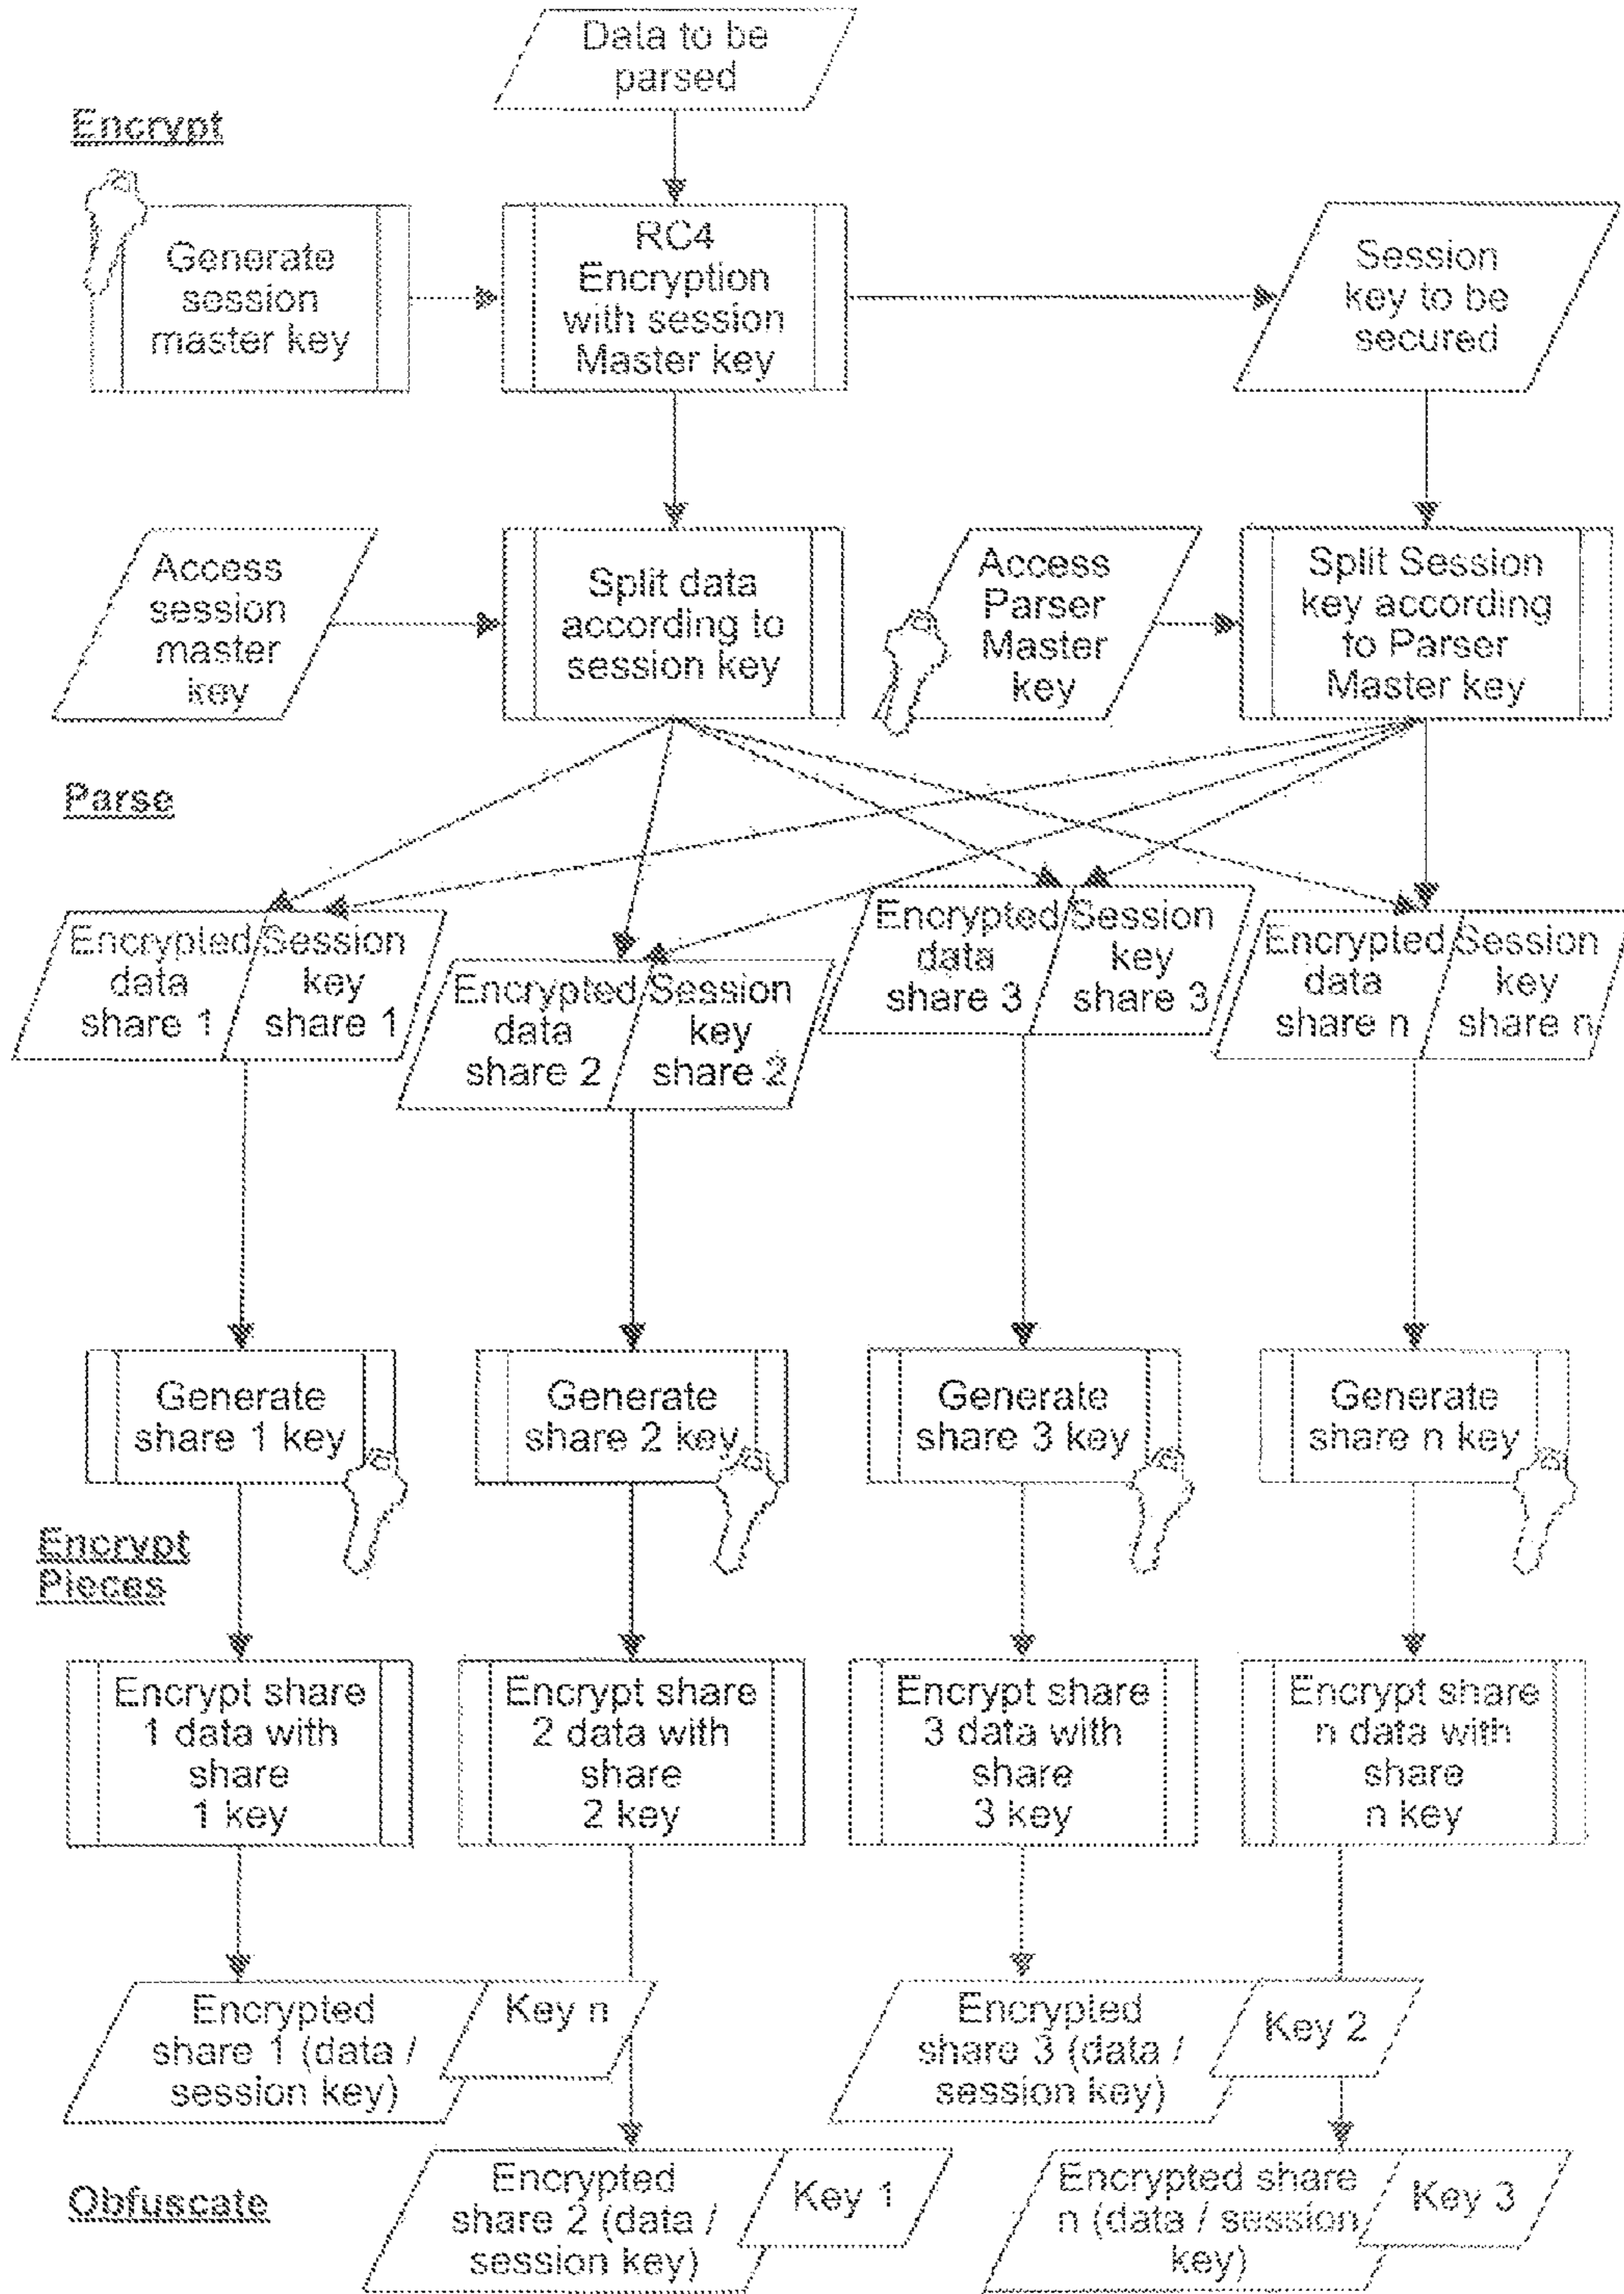 Data to be
parsed
Encrypt
Generate
session
master key
RC4
Encryption
with session
Master key
Session
key to be
secured
Access
session
master
key
Split data
according to
session key
Access
Parser
Master
key
Split Session
key according
to Parser
Master key
Parse
Encrypted
data
share 1
Session
key
share 1
Encrypted
data
share 2
Session
key
share 2
Encrypted
data
share 3
Session
key
share 3
Encrypted
data
share n
Session
key
share n
Generate
share 1 key
Generate
share 2 key
Generate
share 3 key
Generate
share n key
Encrypt
Pieces
Encrypt share
1 data with
share
1 key
Encrypt share
2 data with
share
2 key
Encrypt share
3 data with
share
3 key
Encrypt share
n data with
share
n key
Encrypted
share 1 (data /
session key)
Key n
Encrypted
share 3 (data /
session key)
Key 2
Obfuscate
Encrypted
share 2 (data /
session key)
Key 1
Encrypted share
n (data / session
key)
Key 3